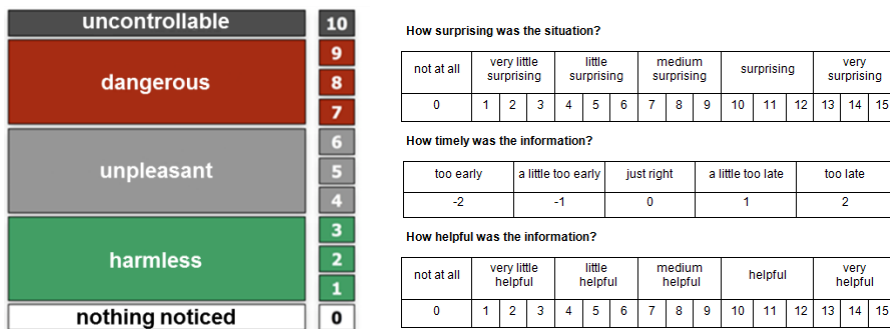 uncontrollable 10
9
dangerous 8
7
6
unpleasant 5
4
3
harmless 2
1
nothing noticed 0
How surprising was the situation?
not at all very little surprising little surprising medium surprising surprising very surprising
0 1 2 3 4 5 6 7 8 9 10 11 12 13 14 15
How timely was the information?
too early a little too early just right a little too late too late
-2 -1 0 1 2
How helpful was the information?
not at all very little helpful little helpful medium helpful helpful very helpful
0 1 2 3 4 5 6 7 8 9 10 11 12 13 14 15